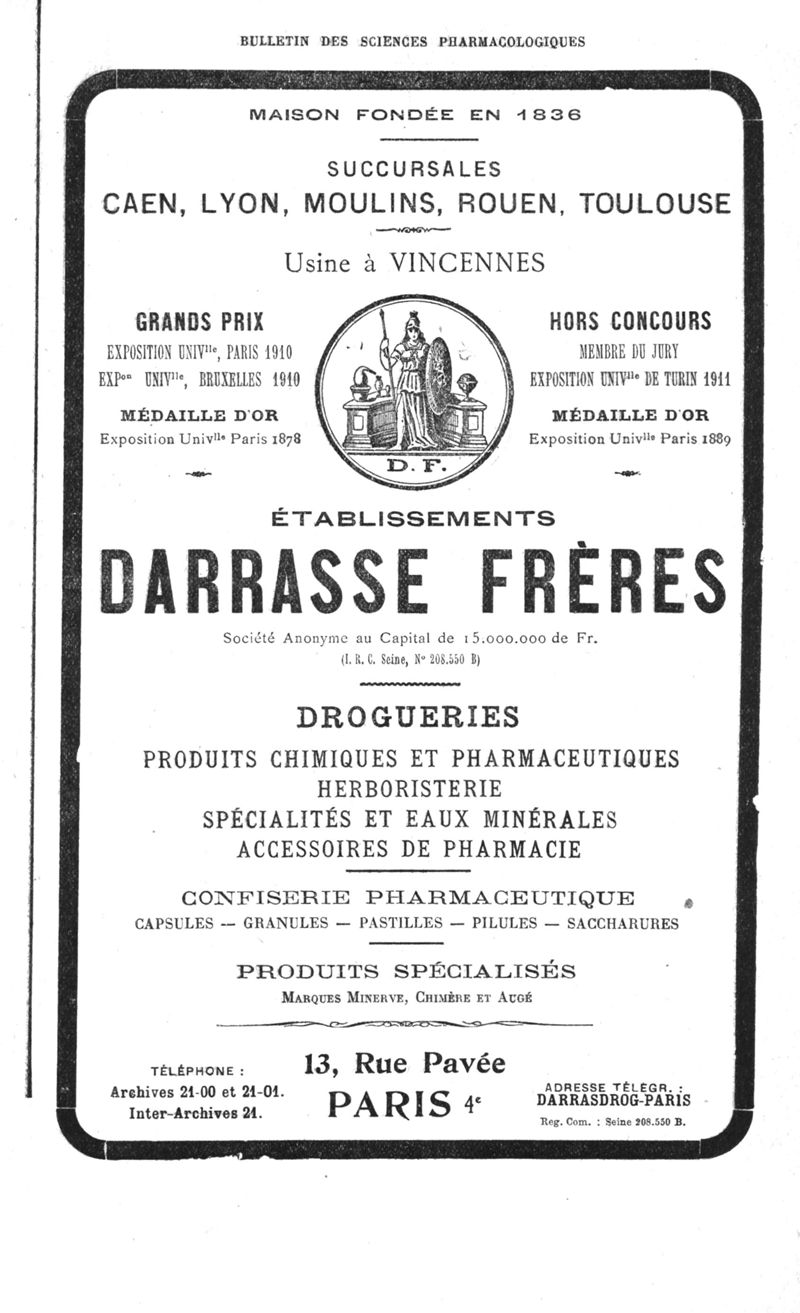 BULLETIN DES SCIENCES PHARMACOLOGIQUES
MAISON FONDÉE EN 1836
SUCCURSALES
CAEN, LYON, MOULINS, ROUEN, TOULOUSE
Usine à VINCENNES
GRANDS PRIX
EXPOSITION UNIVlle, PARIS 1910
EXPon UNIVlle, BRUXELLES 1910
MÉDAILLE D'OR
Exposition Univlle Paris 1878
D. F.
HORS CONCOURS
MEMBRE DU JURY
EXPOSITION UNIVlle DE TURIN 1911
MÉDAILLE D'OR
Exposition Univlle Paris 1889
ÉTABLISSEMENTS
DARRASSE FRÈRES
Société Anonyme au Capital de 15.000.000 de Fr.
(I. R. C. Seine, No 208.550 B)
DROGUERIES
PRODUITS CHIMIQUES ET PHARMACEUTIQUES
HERBORISTERIE
SPÉCIALITÉS ET EAUX MINÉRALES
ACCESSOIRES DE PHARMACIE
CONFISERIE PHARMACEUTIQUE
CAPSULES — GRANULES — PASTILLES — PILULES — SACCHARURES
PRODUITS SPÉCIALISÉS
MARQUES MINERVE, CHIMÈRE ET AUGÉ
TÉLÉPHONE :
Archives 21-00 et 21-01.
Inter-Archives 21.
13, Rue Pavée
PARIS 4e
ADRESSE TÉLÉGR. :
DARRASDROG-PARIS
Reg. Com. : Seine 208.550 B.